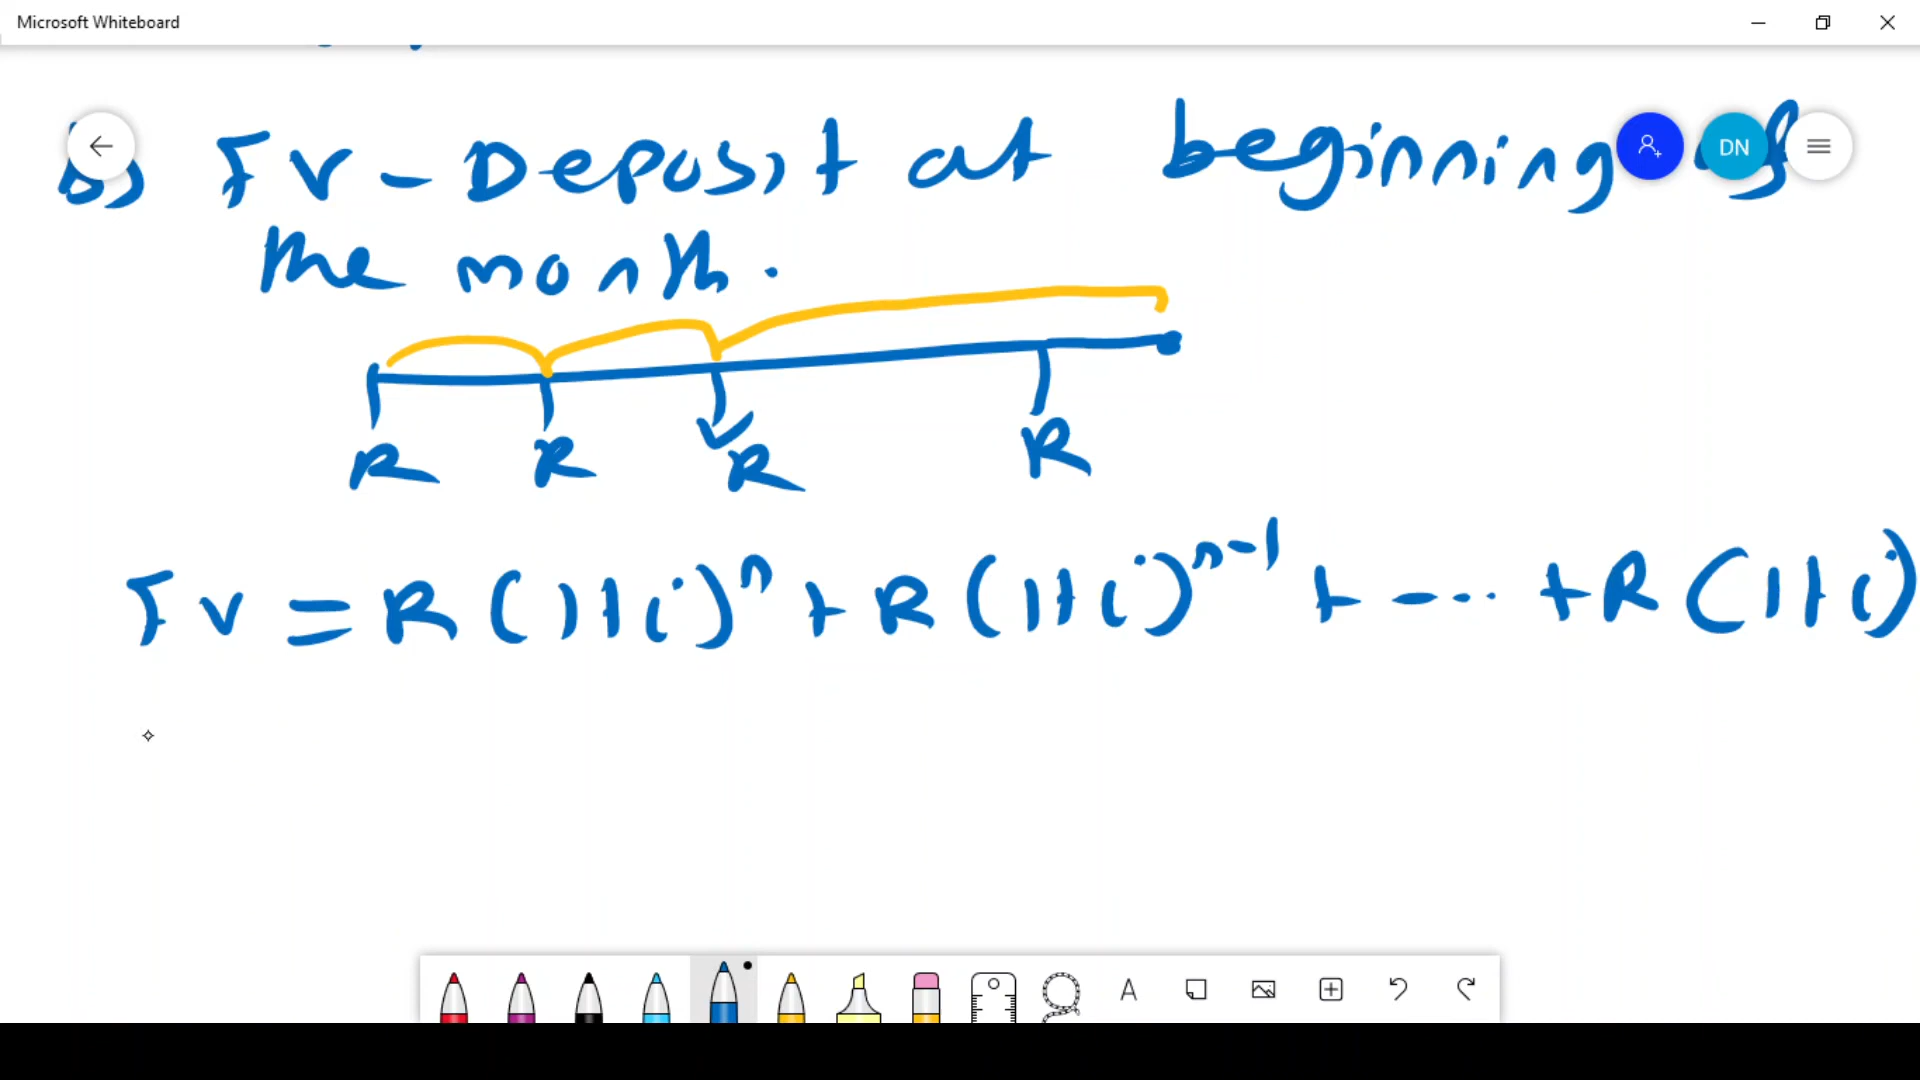 Microsoft Whiteboard
b) FV - Deposit at beginning of
DN
the month.
R R R R
FV = R(1+i)^n + R(1+i)^{n-1} + --.. + R(1+i)
A